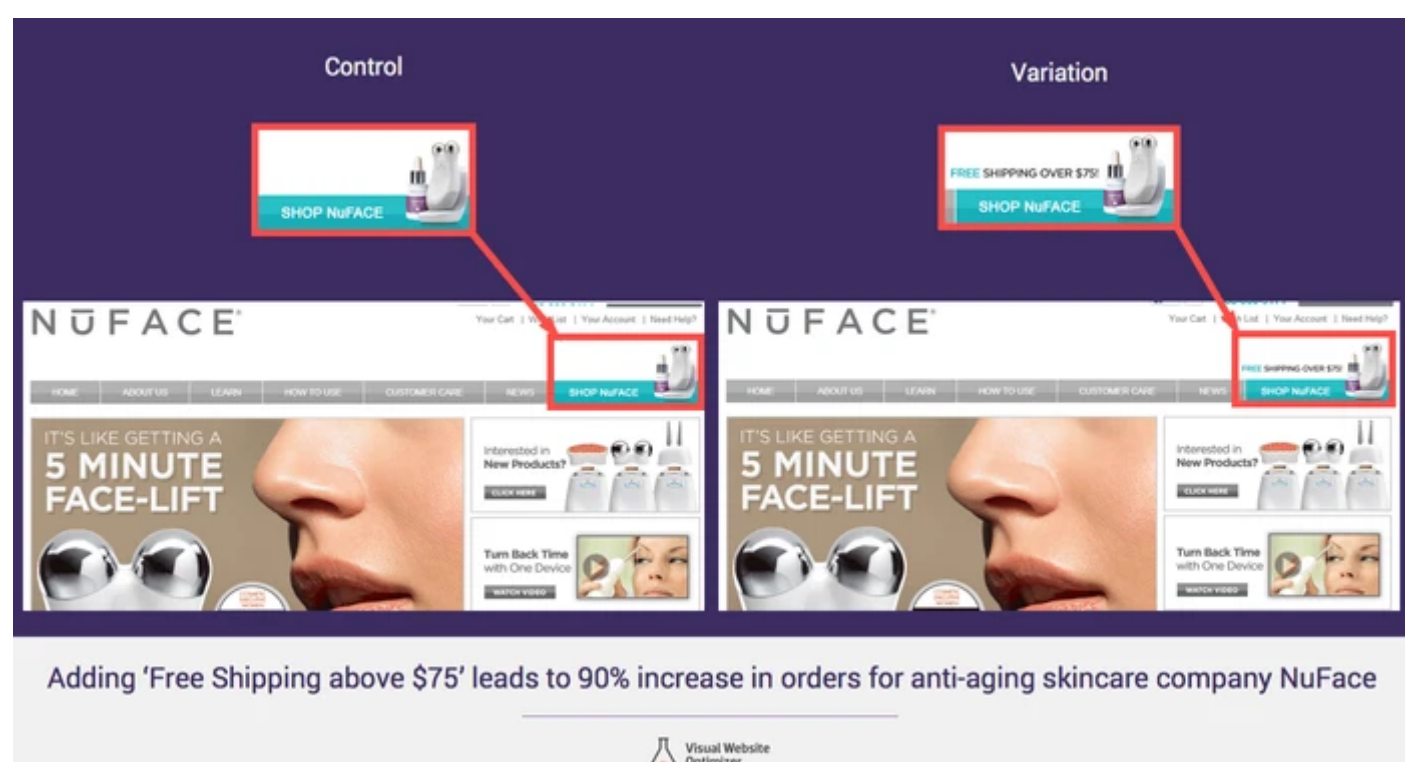 Control
Variation
SHOP NuFACE
FREE SHIPPING OVER $75!
SHOP NuFACE
NŪFACE®
Your Cart | List | Your Account | Need Help?
HOME ABOUT US LEARN HOW TO USE CUSTOMER CARE NEWS SHOP NuFACE
IT'S LIKE GETTING A
5 MINUTE
FACE-LIFT
Interested in
New Products?
CLICK HERE
Turn Back Time
with One Device
WATCH VIDEO
NŪFACE®
Your Cart | List | Your Account | Need Help?
FREE SHIPPING OVER $75!
HOME ABOUT US LEARN HOW TO USE CUSTOMER CARE NEWS SHOP NuFACE
IT'S LIKE GETTING A
5 MINUTE
FACE-LIFT
Interested in
New Products?
CLICK HERE
Turn Back Time
with One Device
WATCH VIDEO
Adding ‘Free Shipping above $75’ leads to 90% increase in orders for anti-aging skincare company NuFace
Visual Website
Optimizer